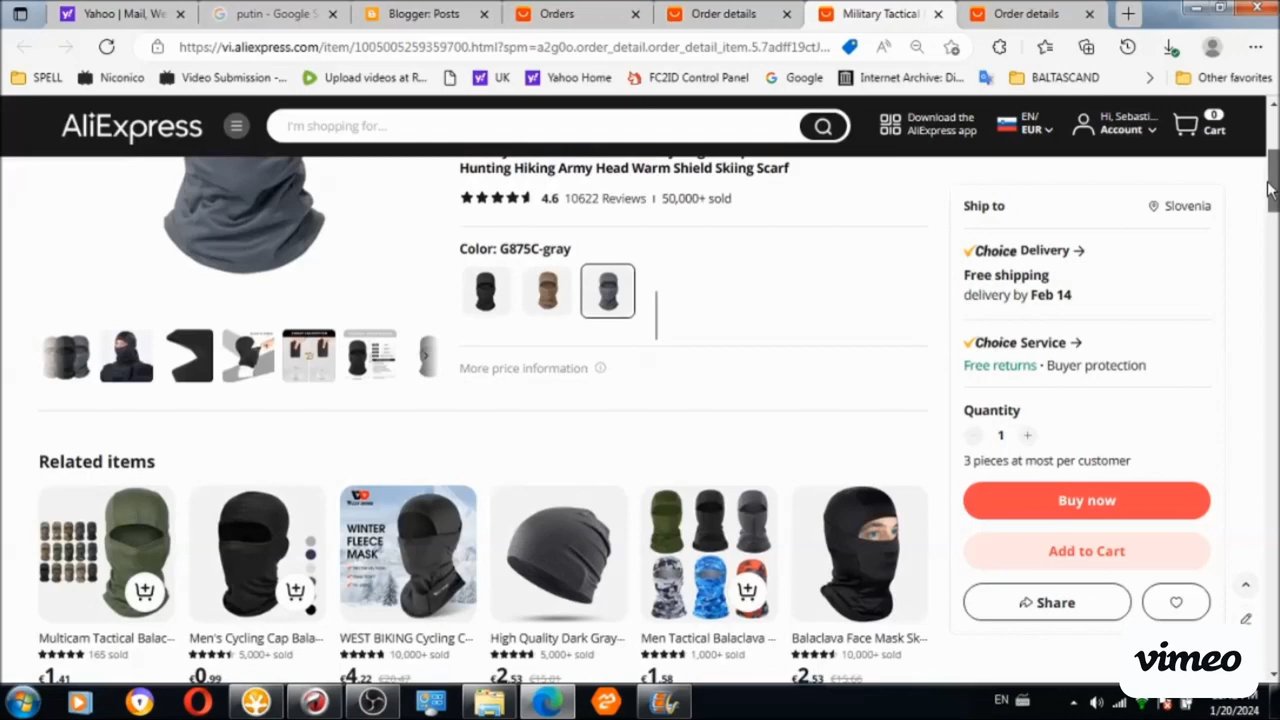 Yahoo | Mail, We
putin - Google S
Blogger: Posts
Orders
Order details
Military Tactical
Order details
https://vi.aliexpress.com/item/1005005259359700.html?spm=a2g0o.order_detail.order_detail_item.5.7adff19ctJ...
SPELL
Niconico
Video Submission -...
Upload videos at R...
UK
Yahoo Home
FC2ID Control Panel
Google
Internet Archive: Di...
BALTASCAND
Other favorites
AliExpress
I'm shopping for...
Download the
AliExpress app
EN/
EUR
Hi, Sebasti...
Account
0
Cart
Hunting Hiking Army Head Warm Shield Skiing Scarf
4.6 10622 Reviews | 50,000+ sold
Color: G875C-gray
More price information
Ship to
Slovenia
Choice Delivery
Free shipping
delivery by Feb 14
Choice Service
Free returns · Buyer protection
Quantity
1
3 pieces at most per customer
Buy now
Add to Cart
Share
Related items
WINTER
FLEECE
MASK
Multicam Tactical Balac...
165 sold
€1.41
Men's Cycling Cap Bala...
5,000+ sold
€0.99
WEST BIKING Cycling C...
10,000+ sold
€4.22
High Quality Dark Gray...
5,000+ sold
€2.53
Men Tactical Balaclava ...
1,000+ sold
€1.58
Balaclava Face Mask Sk...
10,000+ sold
€2.53
vimeo
EN
1/20/2024